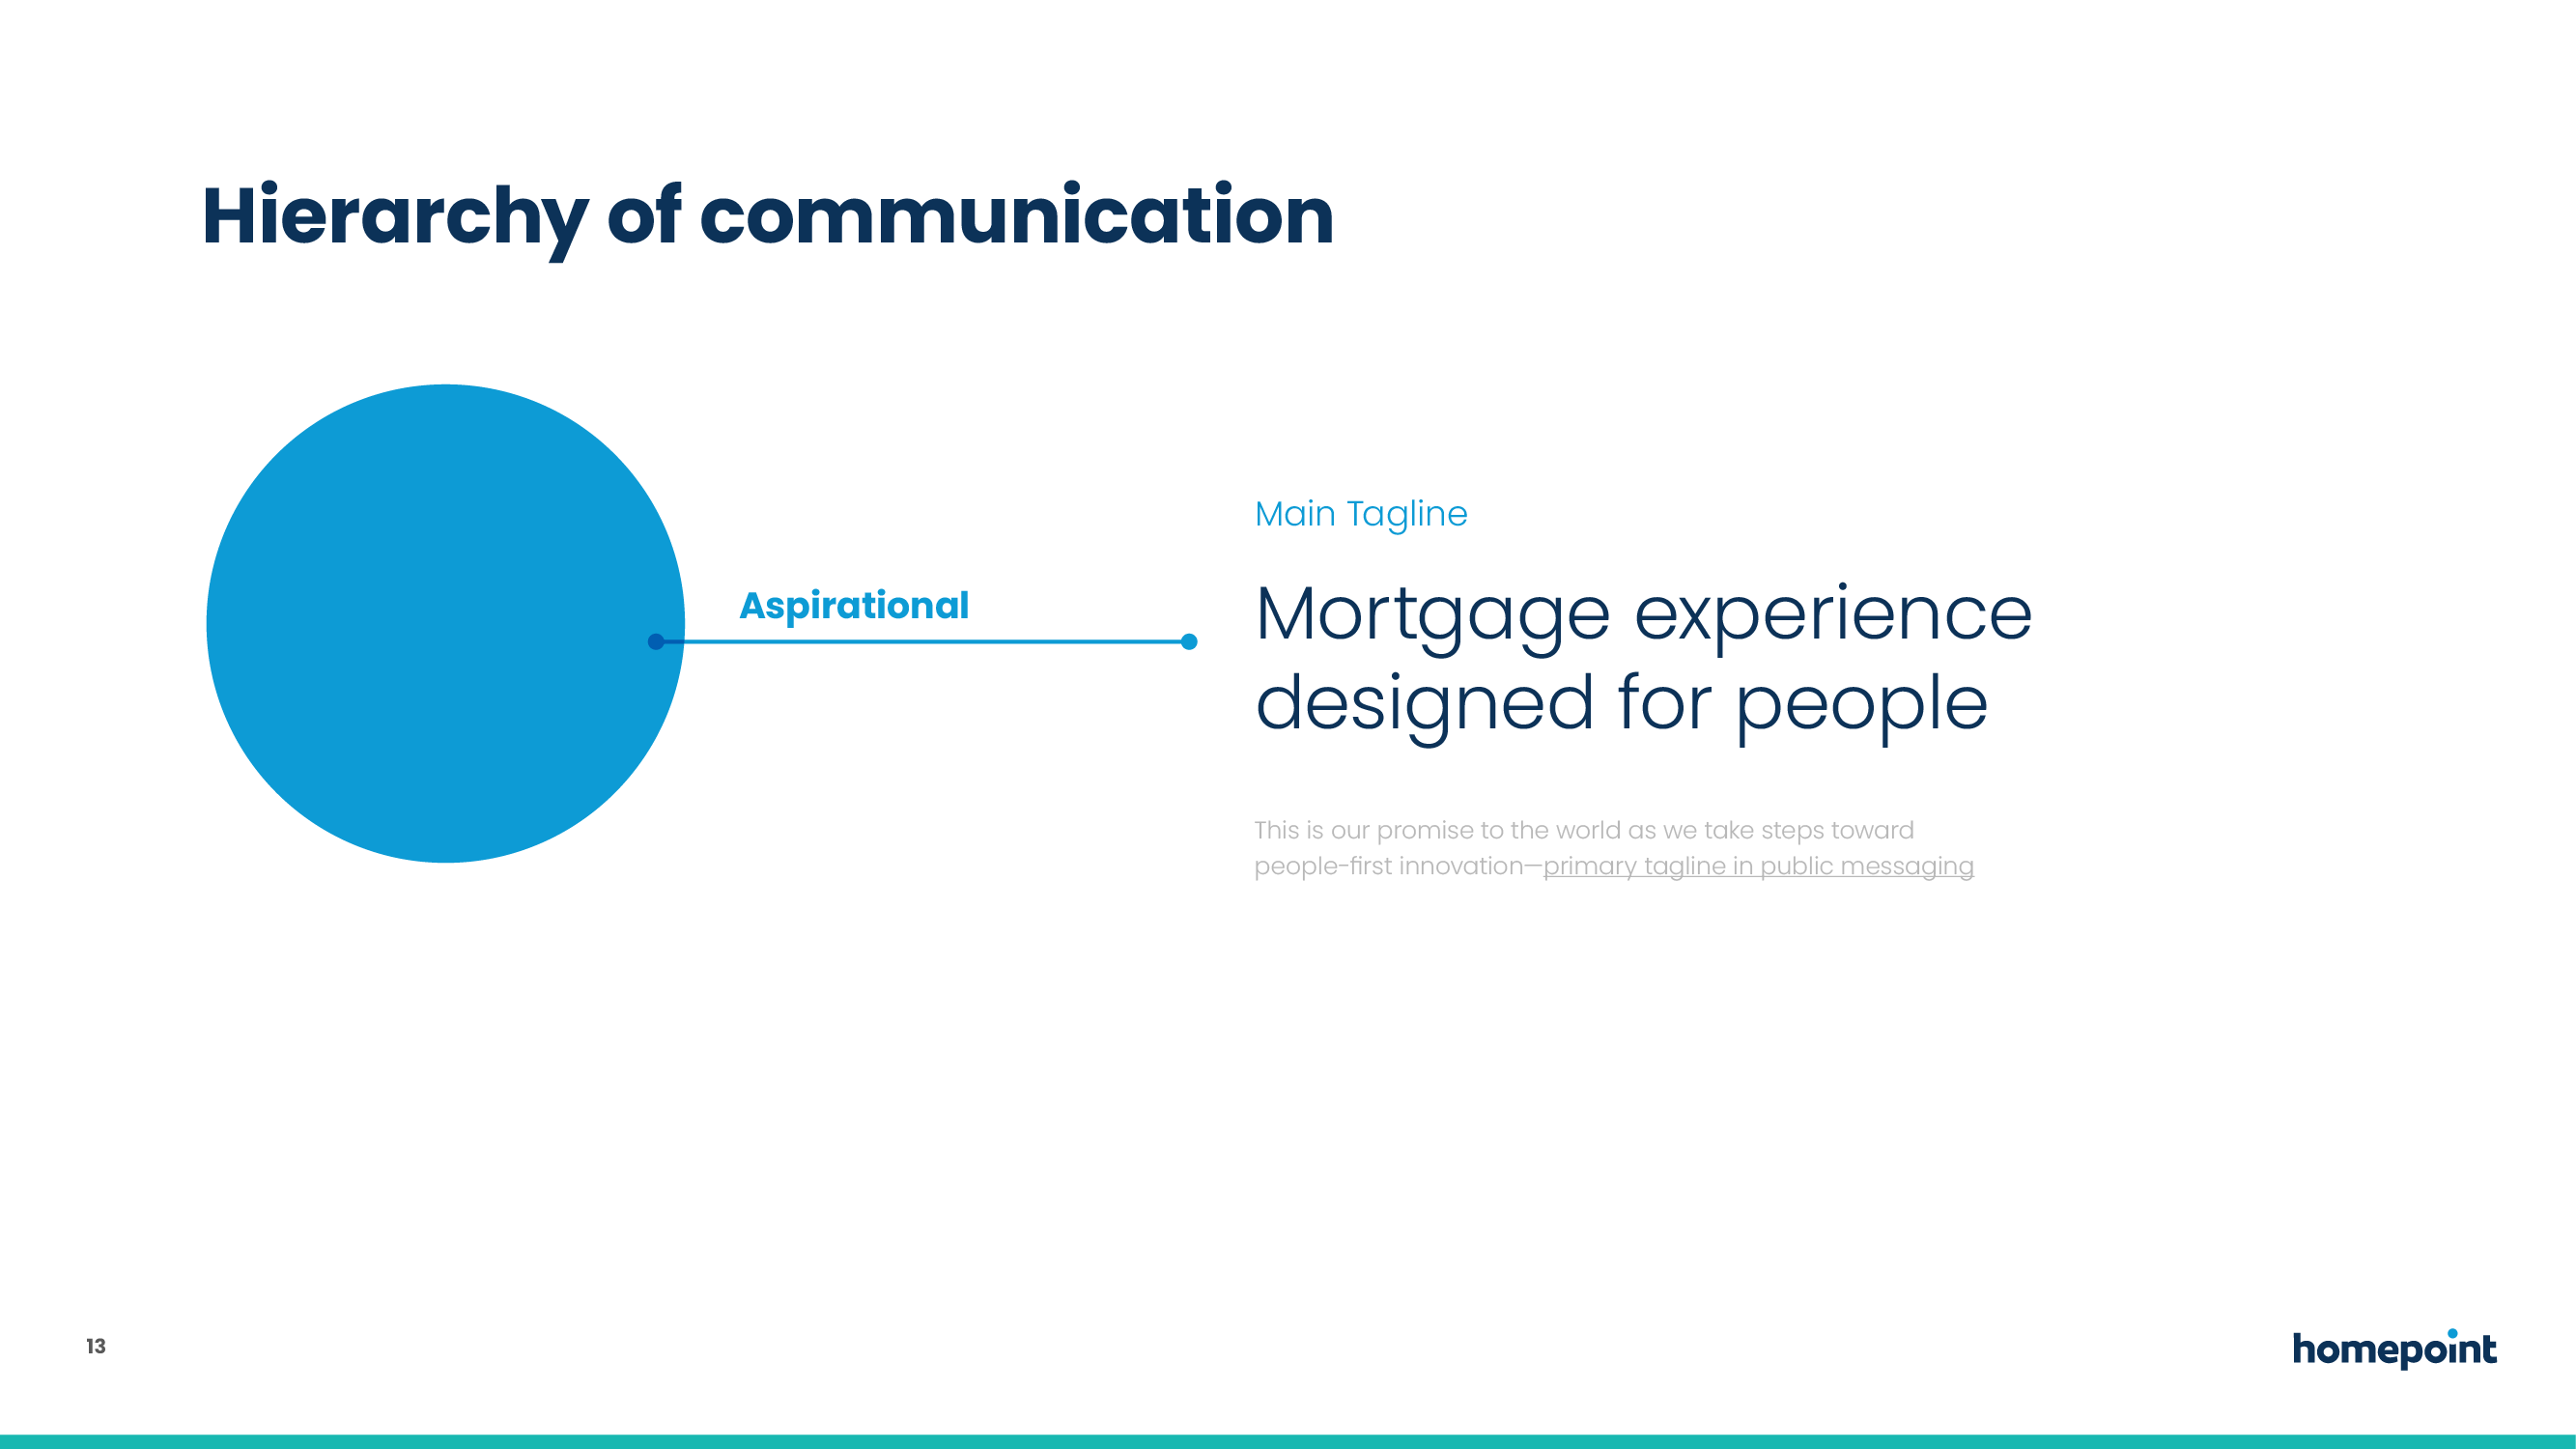 Hierarchy of communication
Aspirational
Main Tagline
Mortgage experience
designed for people
This is our promise to the world as we take steps toward
people-first innovation—primary tagline in public messaging
13
homepoint